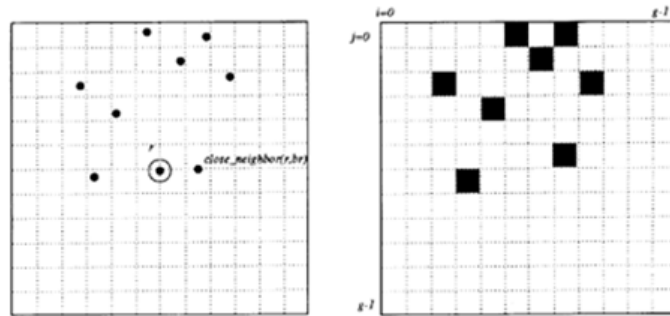 r
close_neighbor(r,br)
i=0
g-1
j=0
g-1